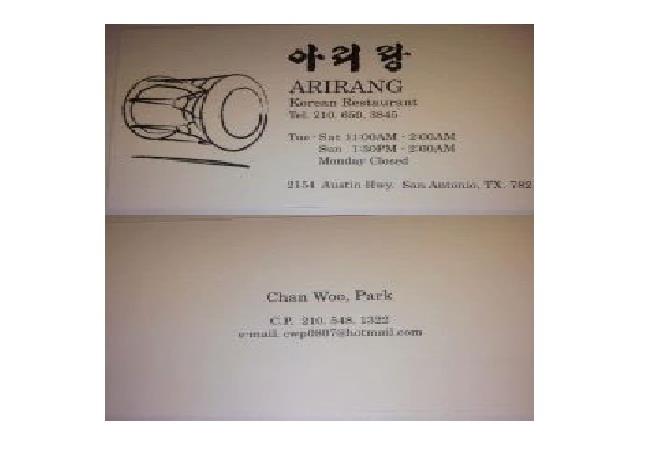 아리랑
ARIRANG
Korean Restaurant
Tel. 210. 650. 3845
Tue - Sat 11:00AM - 2:00AM
Sun 1:30PM - 2:00AM
Monday Closed
2154 Austin Hwy. San Antonio, TX. 782
Chan Woo, Park
C.P. 210. 548. 1322
e-mail cwp0807@hotmail.com